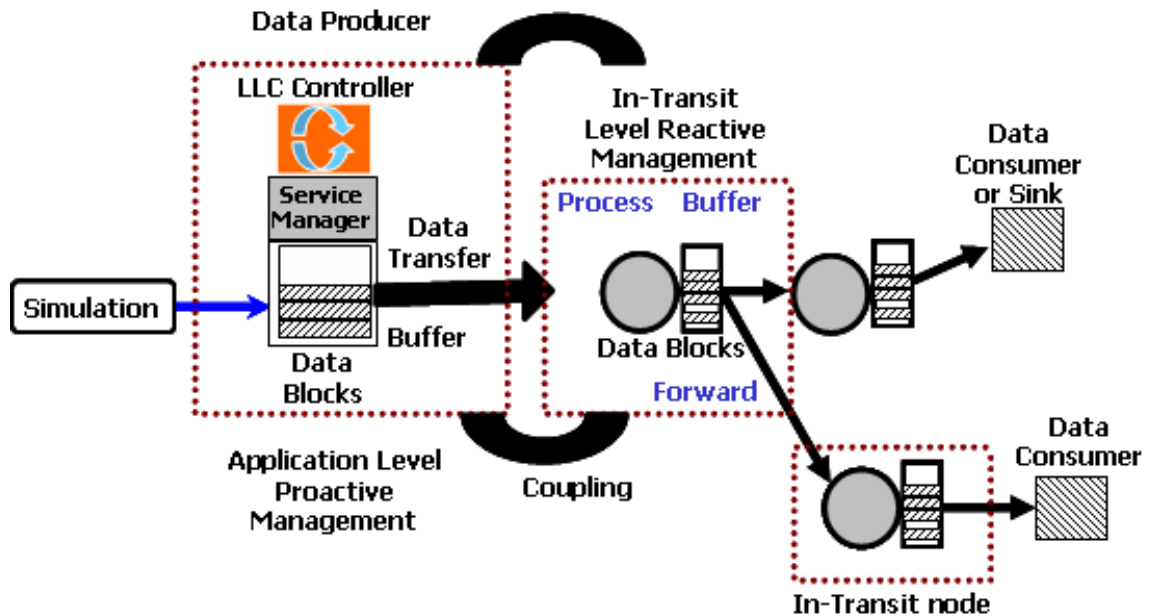 Data Producer
LLC Controller
Service
Manager
Data
Transfer
Simulation
Buffer
Data
Blocks
Application Level
Proactive
Management
Coupling
In-Transit
Level Reactive
Management
Process Buffer
Data Blocks
Forward
Data
Consumer
or Sink
Data
Consumer
In-Transit node